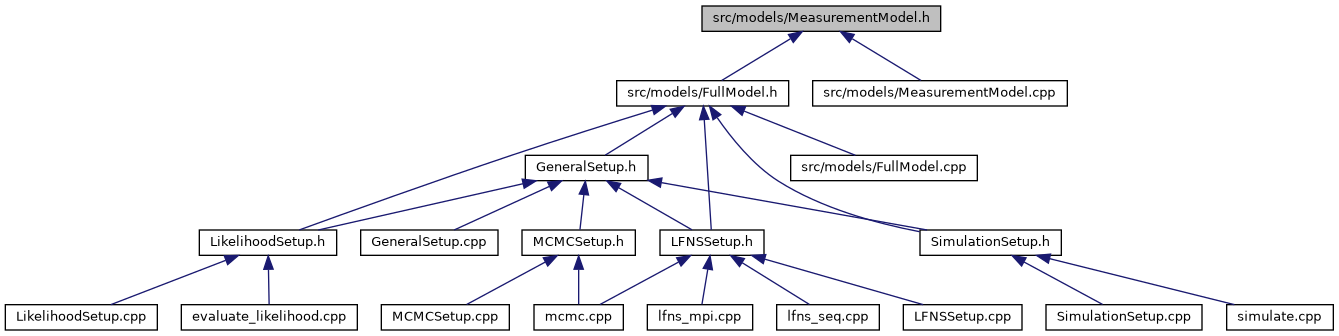 src/models/MeasurementModel.h
src/models/FullModel.h
src/models/MeasurementModel.cpp
GeneralSetup.h
src/models/FullModel.cpp
LikelihoodSetup.h
GeneralSetup.cpp
MCMCSetup.h
LFNSSetup.h
SimulationSetup.h
LikelihoodSetup.cpp
evaluate_likelihood.cpp
MCMCSetup.cpp
mcmc.cpp
lfns_mpi.cpp
lfns_seq.cpp
LFNSSetup.cpp
SimulationSetup.cpp
simulate.cpp